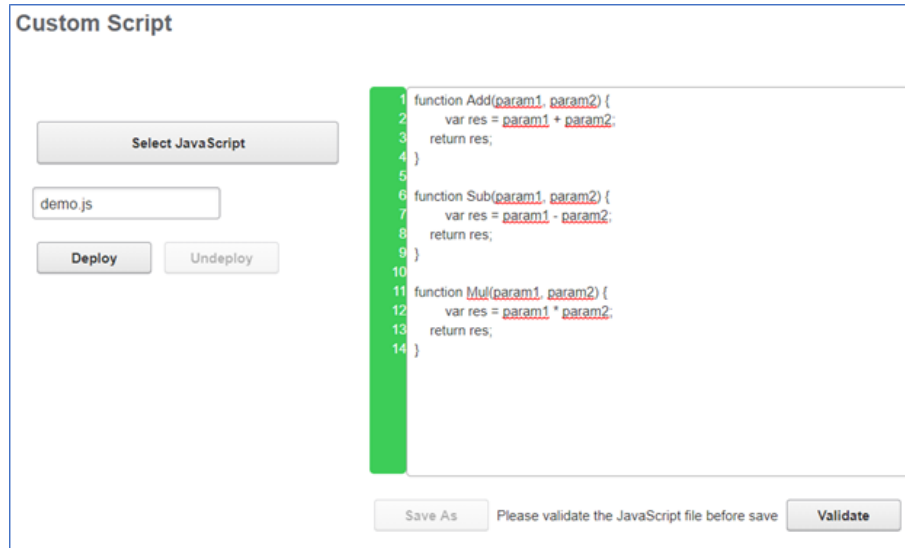 Custom Script
Select JavaScript
demo.js
Deploy Undeploy
1 function Add(param1, param2) {
2 var res = param1 + param2;
3 return res;
4 }
5
6 function Sub(param1, param2) {
7 var res = param1 - param2;
8 return res;
9 }
10
11 function Mul(param1, param2) {
12 var res = param1 * param2;
13 return res;
14 }
Save As Please validate the JavaScript file before save Validate